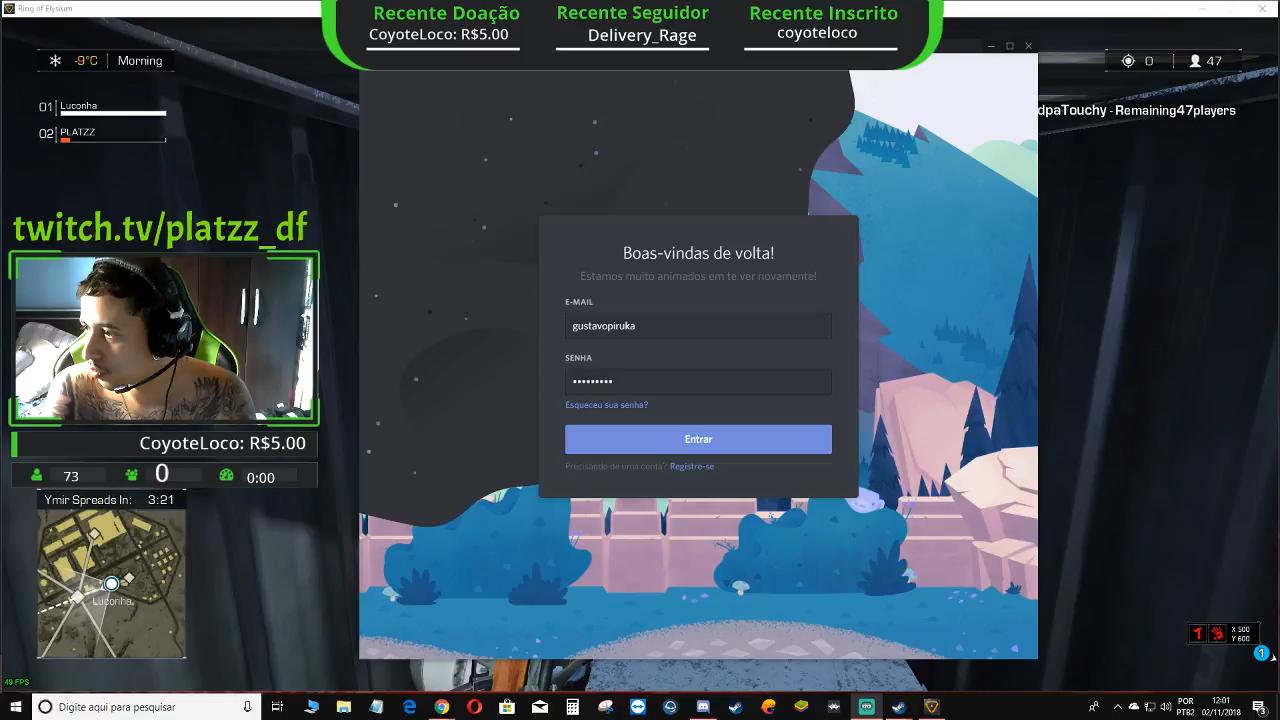 Ring of Elysium
Recente Doação
CoyoteLoco: R$5.00
Recente Seguidor
Delivery_Rage
Recente Inscrito
coyoteloco
-9°C Morning
0 47
01 Luconha
02 PLATZZ
dpaTouchy - Remaining47players
twitch.tv/platzz_df
Boas-vindas de volta!
Estamos muito animados em te ver novamente!
E-MAIL
gustavopiruka
SENHA
•••••••••
Esqueceu sua senha?
Entrar
Precisando de uma conta? Registre-se
CoyoteLoco: R$5.00
73 0 0:00
Ymir Spreads In: 3:21
Luconha
X 500
Y 600
1
49 FPS
Digite aqui para pesquisar
POR
PTB2
12:01
02/11/2018